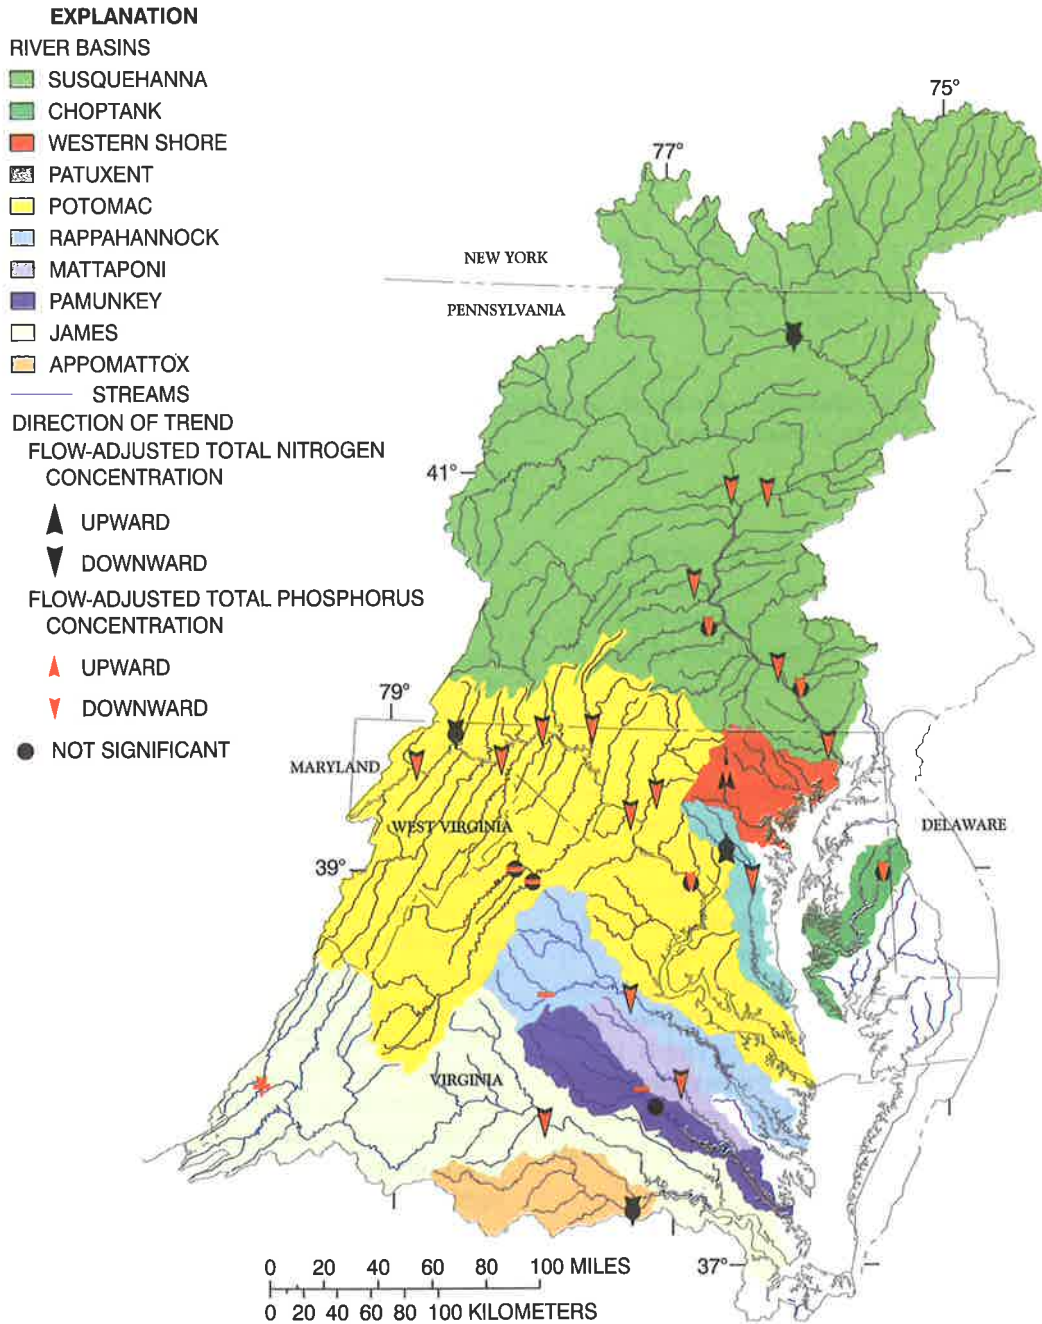 EXPLANATION
RIVER BASINS
SUSQUEHANNA
CHOPTANK
WESTERN SHORE
PATUXENT
POTOMAC
RAPPAHANNOCK
MATTAPONI
PAMUNKEY
JAMES
APPOMATTOX
STREAMS
DIRECTION OF TREND
FLOW-ADJUSTED TOTAL NITROGEN
CONCENTRATION
UPWARD
DOWNWARD
FLOW-ADJUSTED TOTAL PHOSPHORUS
CONCENTRATION
UPWARD
DOWNWARD
NOT SIGNIFICANT
75°
77°
NEW YORK
PENNSYLVANIA
41°
79°
MARYLAND
WEST VIRGINIA
DELAWARE
39°
VIRGINIA
37°
0 20 40 60 80 100 MILES
0 20 40 60 80 100 KILOMETERS